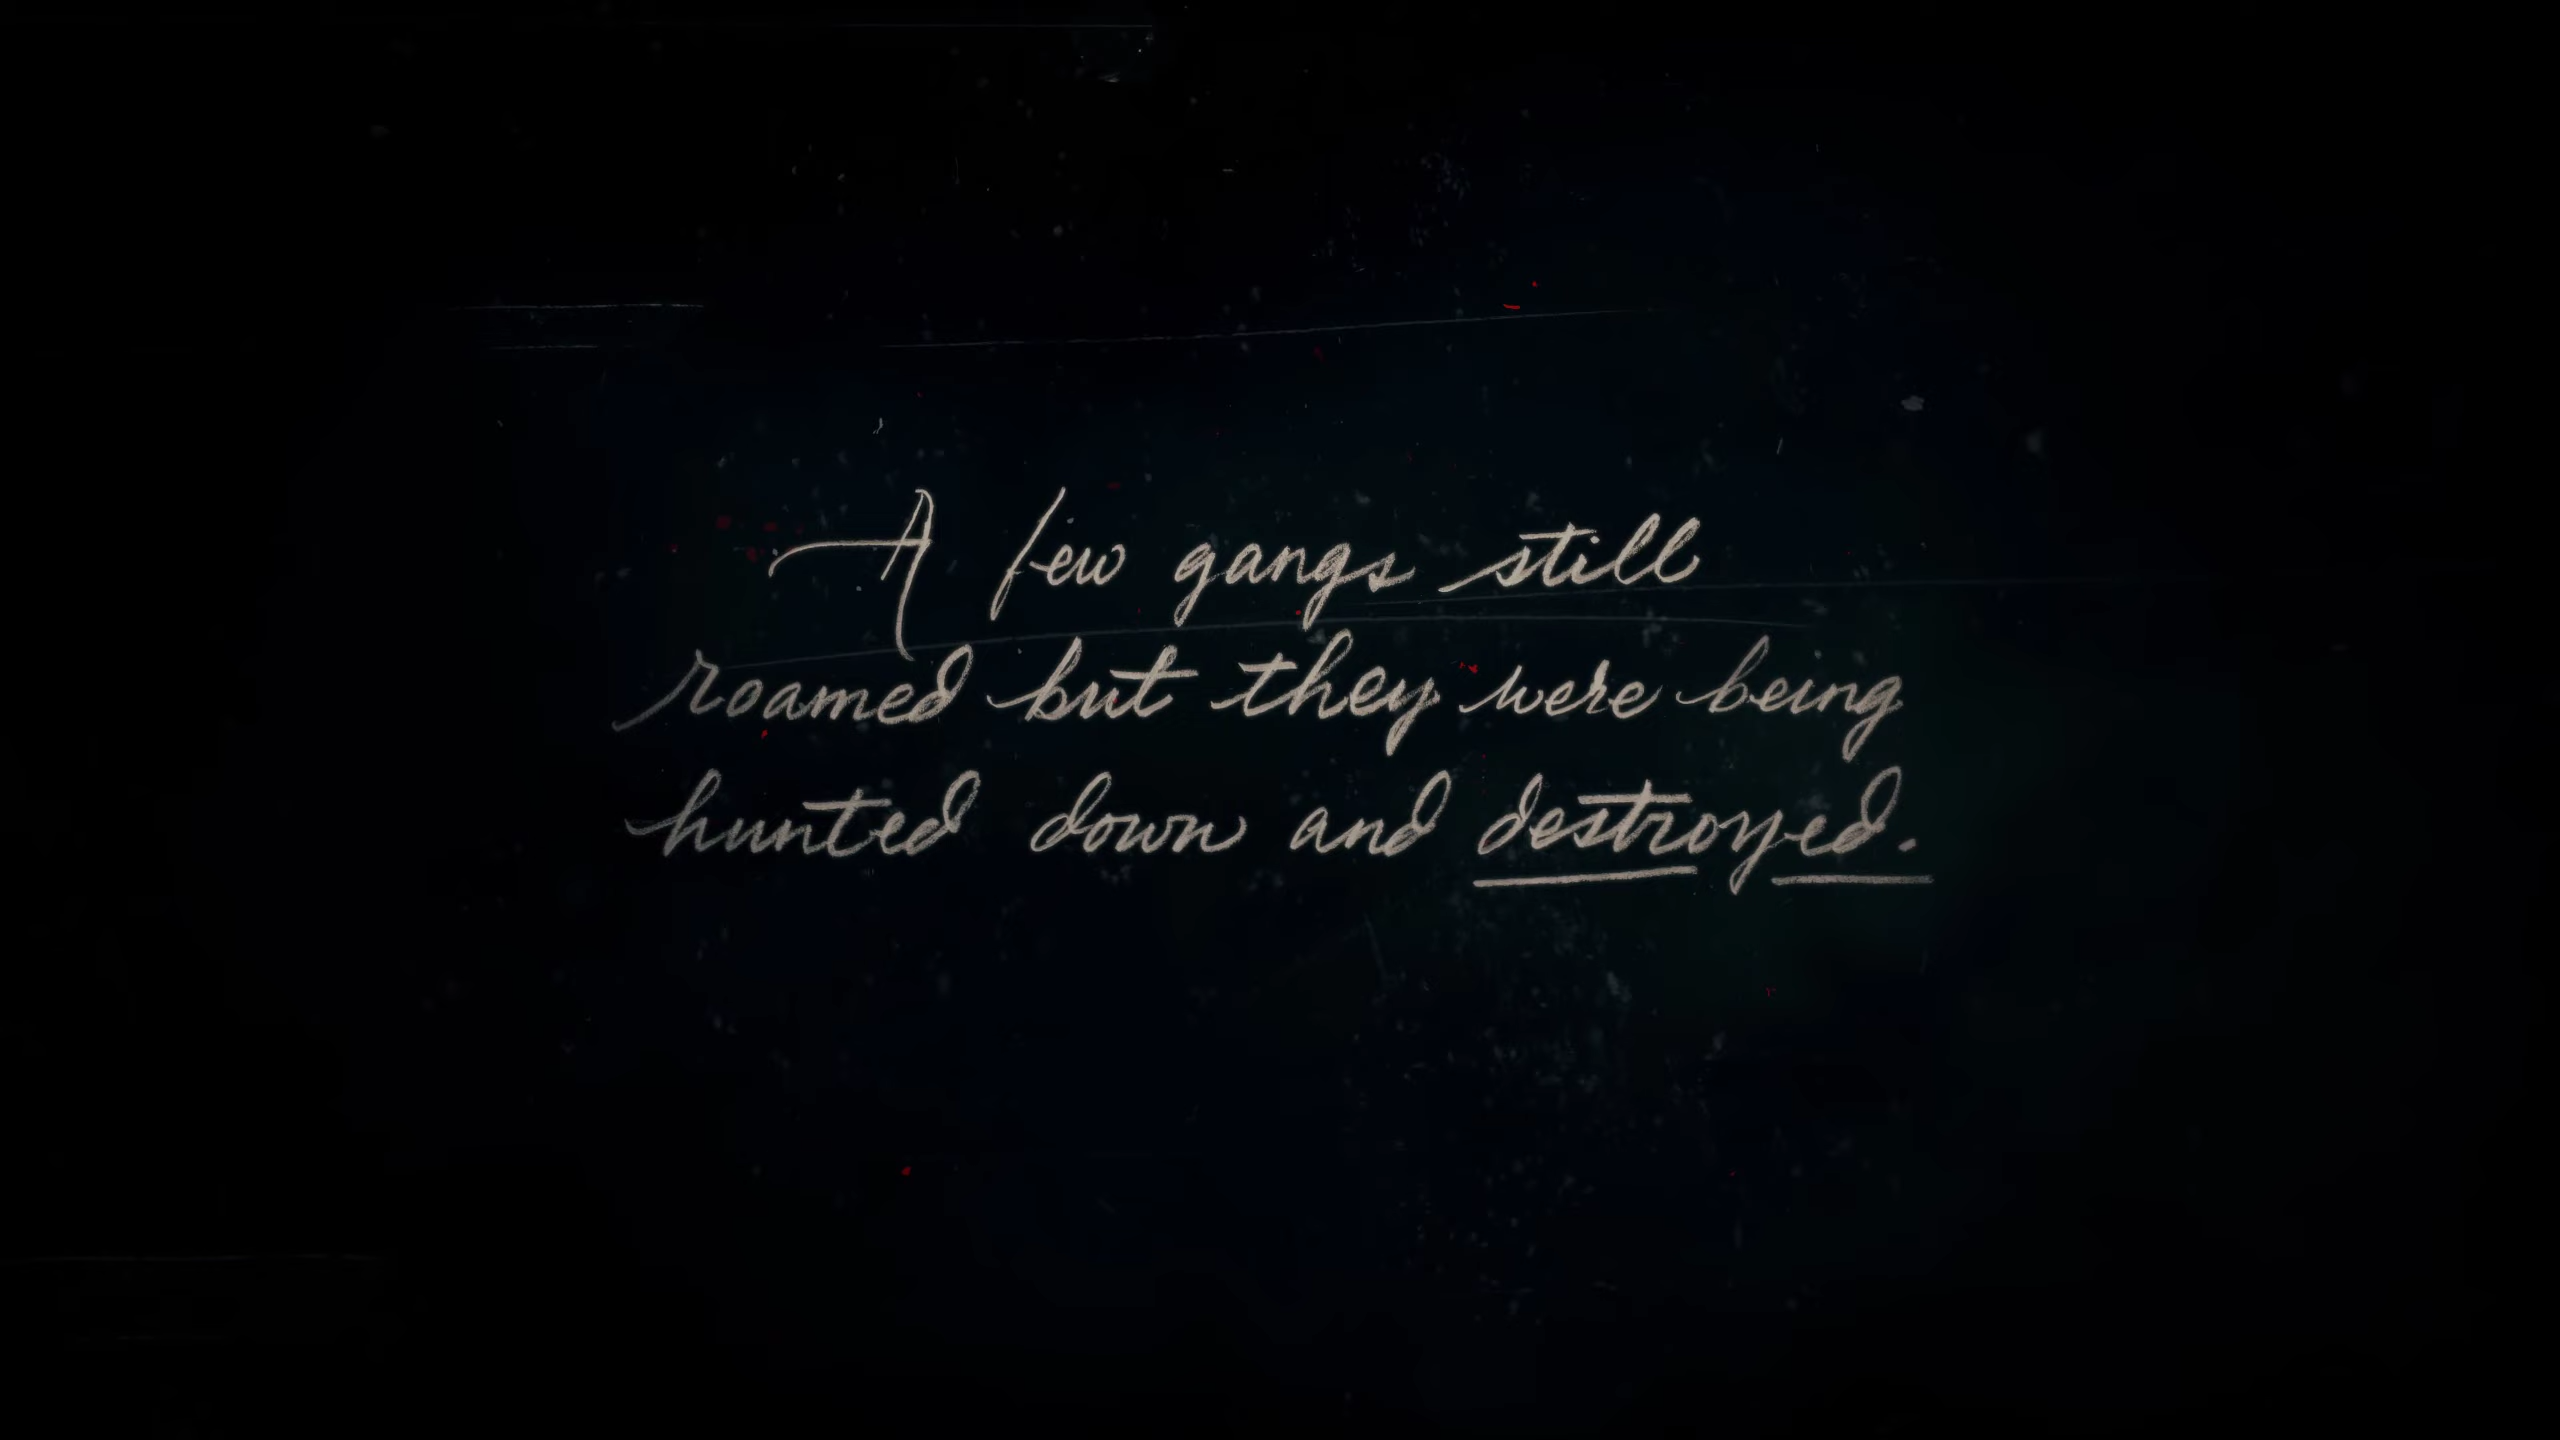 A few gangs still
roamed but they were being
hunted down and destroyed.